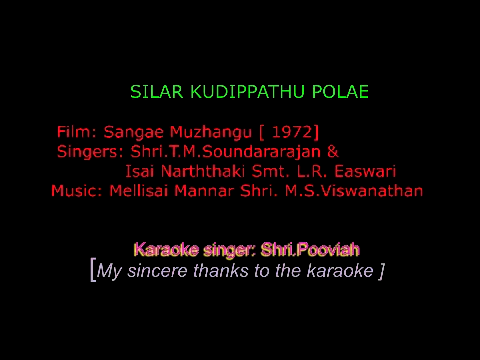 SILAR KUDIPPATHU POLAE
Film: Sangae Muzhangu [ 1972]
Singers: Shri.T.M.Soundararajan &
Isai Narththaki Smt. L.R. Easwari
Music: Mellisai Mannar Shri. M.S.Viswanathan
Karaoke singer: Shri.Pooviah
[My sincere thanks to the karaoke ]